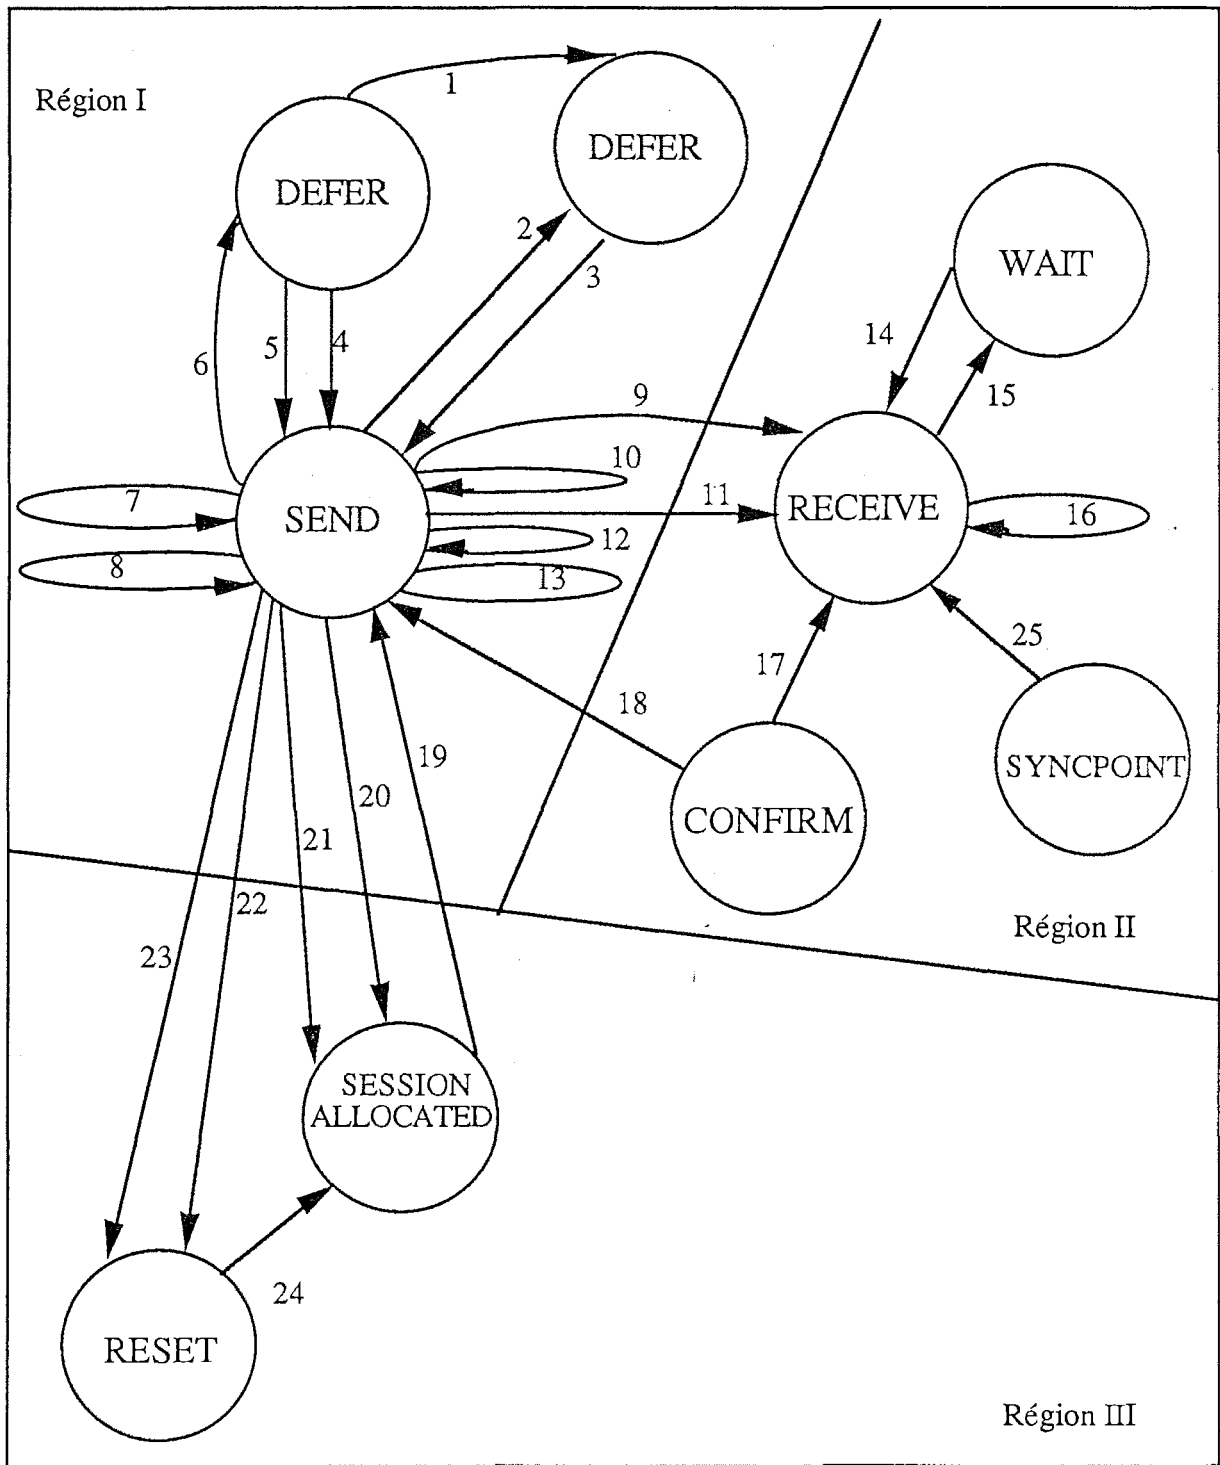 Région I
1
DEFER
DEFER
2
3
WAIT
6
5
4
14
15
9
10
7
SEND
11
RECEIVE
16
12
8
13
25
17
18
19
SYNCPOINT
20
CONFIRM
21
22
Région II
23
SESSION
ALLOCATED
24
RESET
Région III